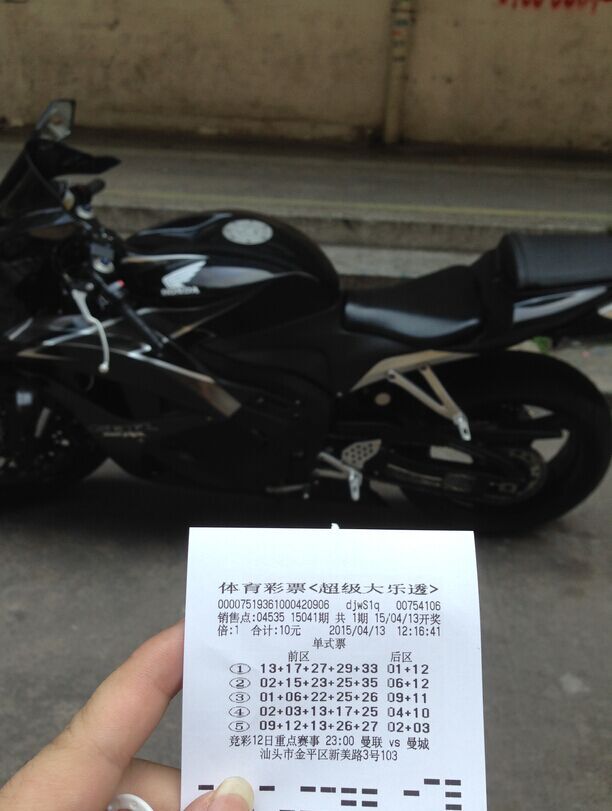 HONDA
体育彩票<超级大乐透>
00007519361000420906 djwS1q 00754106
销售点:04535 15041期 共 1期 15/04/13开奖
倍:1 合计:10元 2015/04/13 12:16:41
单式票
前区 后区
① 13+17+27+29+33 01+12
② 02+15+23+25+35 06+12
③ 01+06+22+25+26 09+11
④ 02+03+13+17+25 04+10
⑤ 09+12+13+26+27 02+03
竞彩12日重点赛事 23:00 曼联 vs 曼城
汕头市金平区新美路3号103